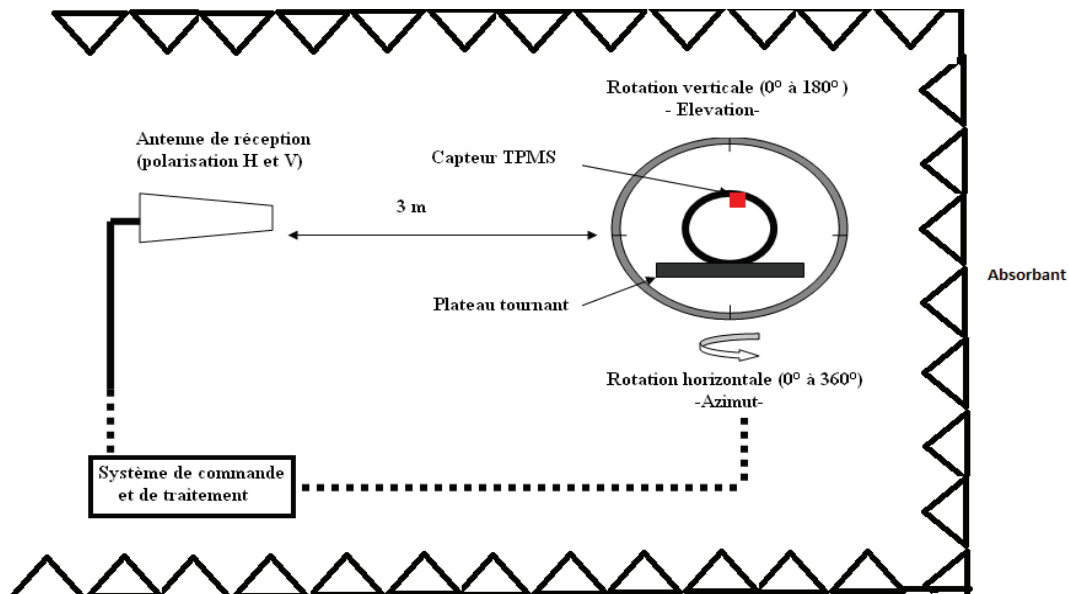 Rotation verticale (0° à 180° )
- Elevation-
Antenne de réception
(polarisation H et V)
Capteur TPMS
3 m
Absorbant
Plateau tournant
Rotation horizontale (0° à 360°)
-Azimut-
Système de commande
et de traitement